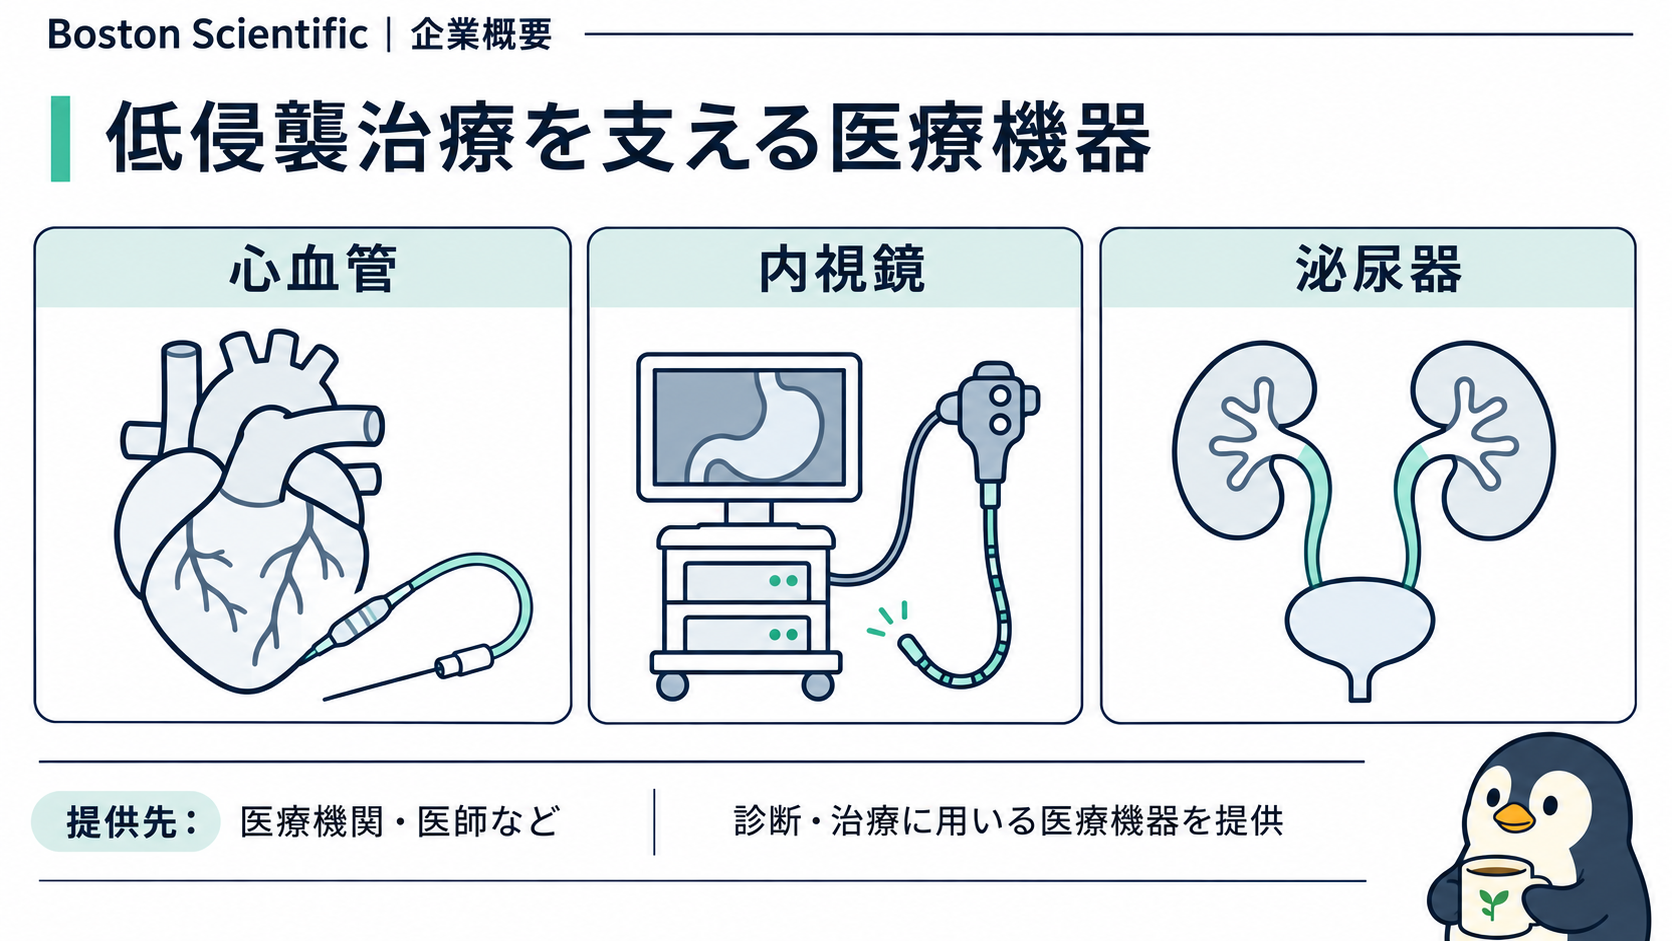 Boston Scientific｜企業概要
低侵襲治療を支える医療機器
心血管
内視鏡
泌尿器
提供先：医療機関・医師など
診断・治療に用いる医療機器を提供